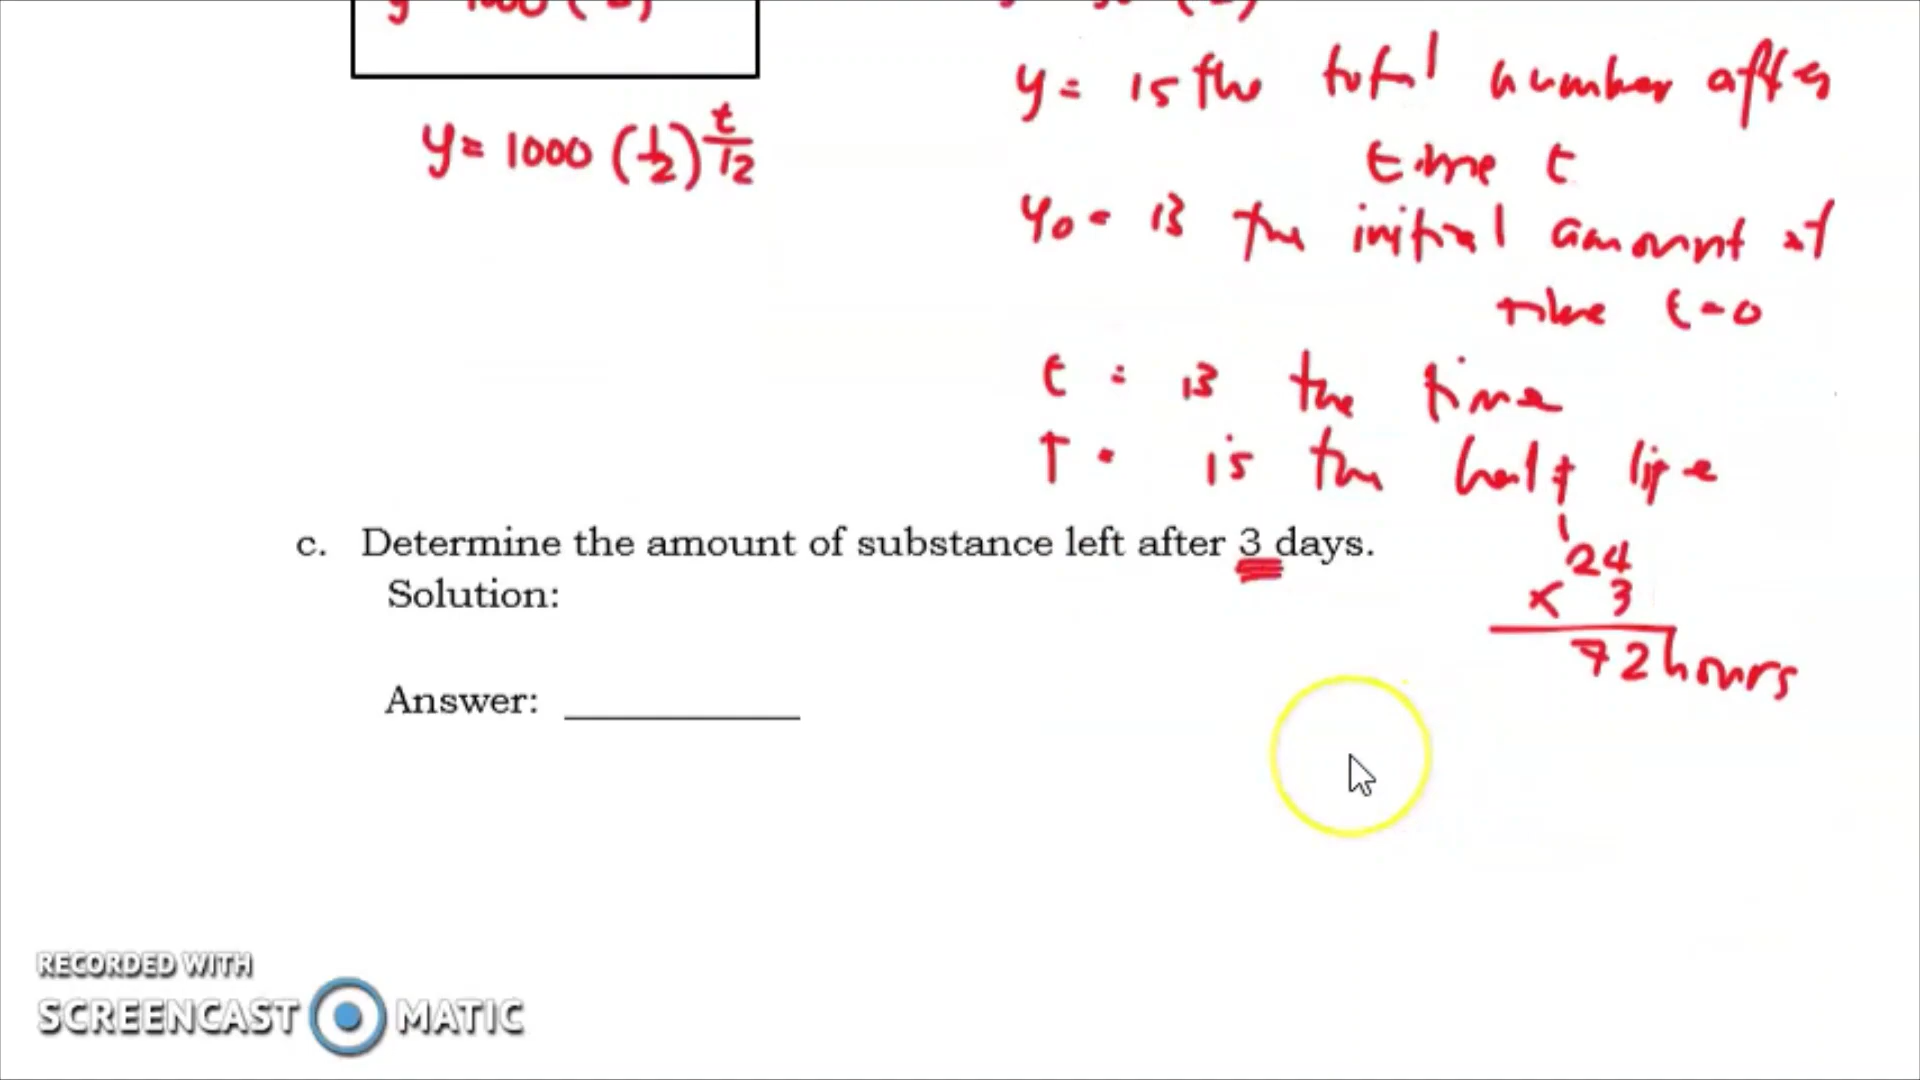 y = 1000 (1/2)^t/12
y = is the total number after
time t
y0 = is the initial amount at
time t=0
t = is the time
T = is the half life
c. Determine the amount of substance left after 3 days.
Solution:
Answer:
1
24
x 3
72 hours
RECORDED WITH
SCREENCAST MATIC